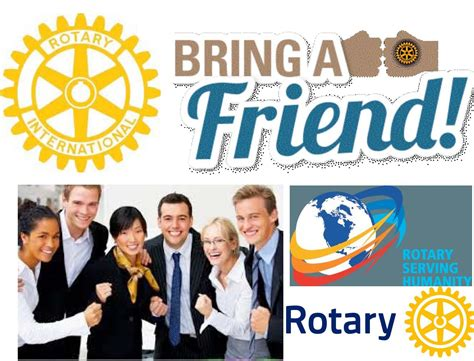 ROTARY
INTERNATIONAL
BRING A
Friend!
ROTARY
SERVING
HUMANITY
Rotary